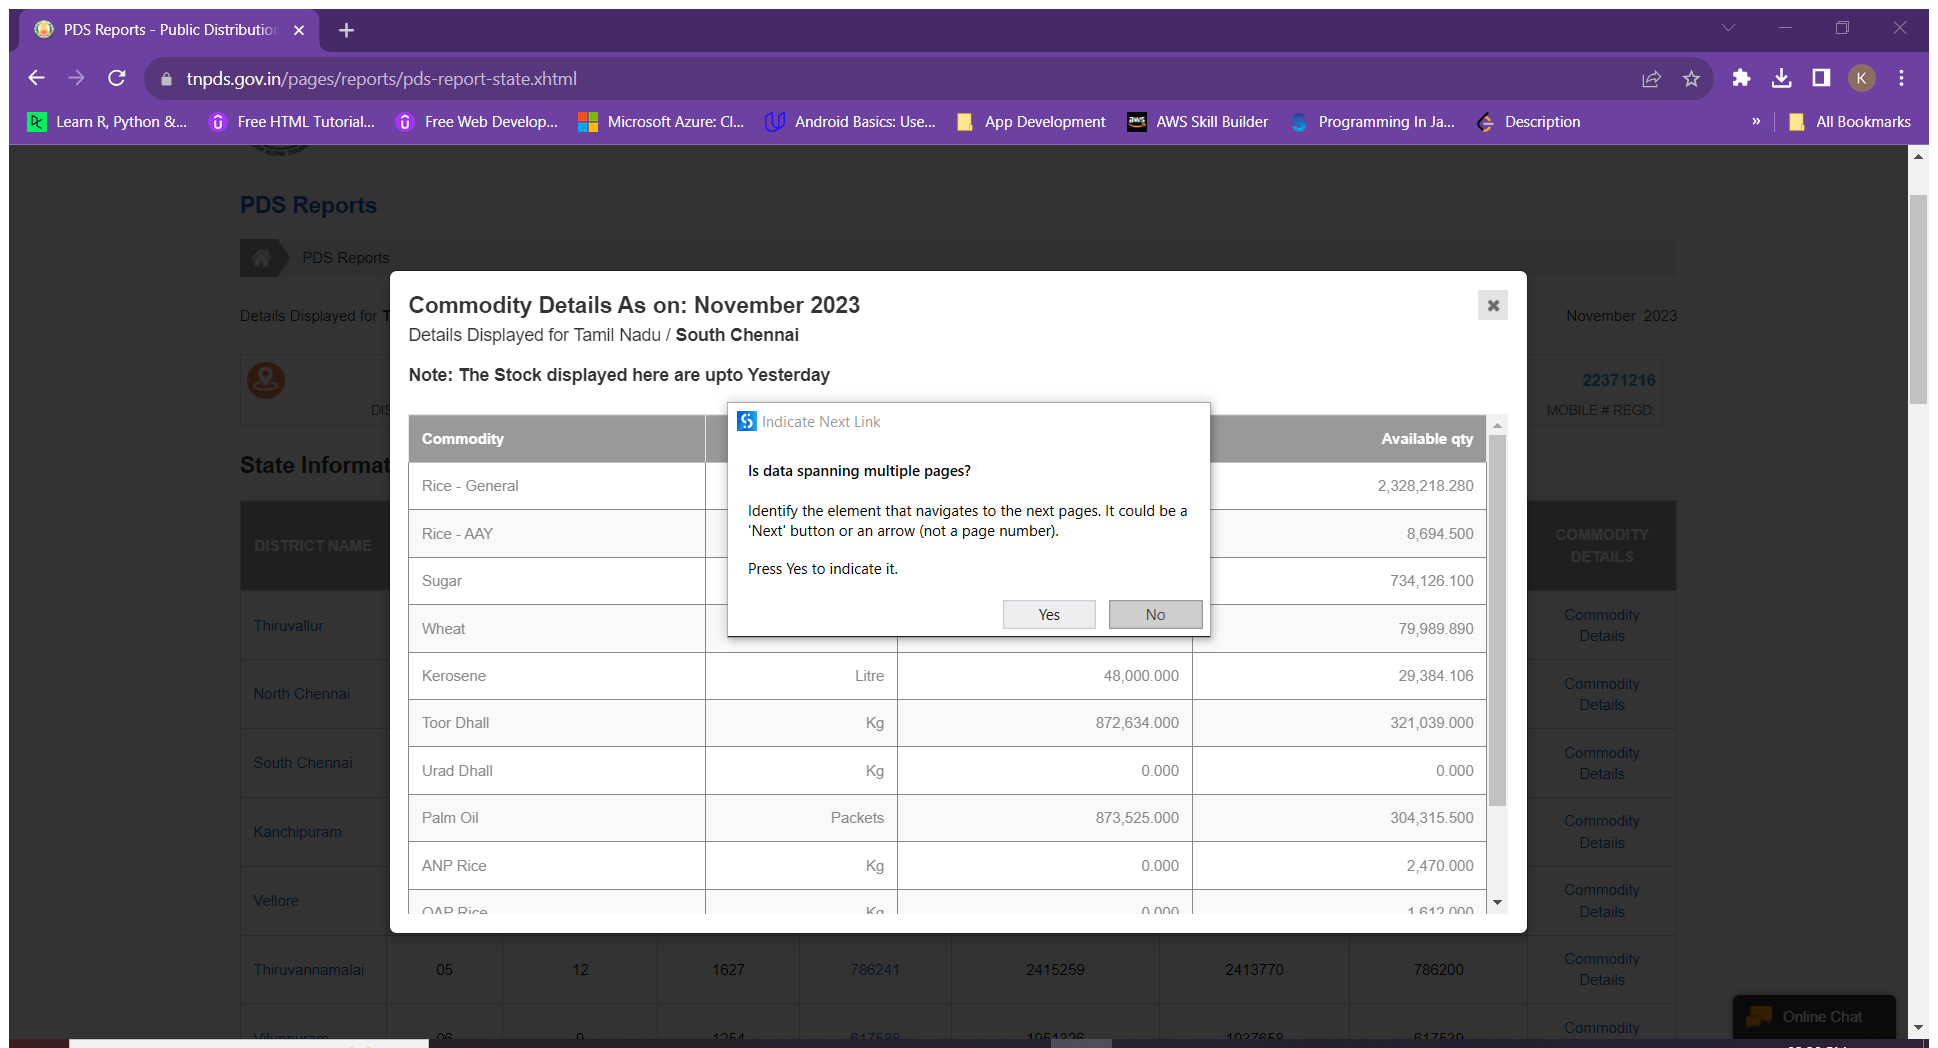 PDS Reports - Public Distribution
tnpds.gov.in/pages/reports/pds-report-state.xhtml
K
Learn R, Python &... Free HTML Tutorial... Free Web Develop... Microsoft Azure: Cl... Android Basics: Use... App Development aws AWS Skill Builder Programming In Ja... Description » All Bookmarks
PDS Reports
PDS Reports
Details Displayed for November 2023
22371216
MOBILE # REGD.
State Informat
DISTRICT NAME COMMODITY DETAILS
Commodity Details As on: November 2023
Details Displayed for Tamil Nadu / South Chennai
Note: The Stock displayed here are upto Yesterday
Commodity Available qty
Rice - General 2,328,218.280
Rice - AAY 8,694.500
Sugar 734,126.100
Wheat 79,989.890
Kerosene Litre 48,000.000 29,384.106
Toor Dhall Kg 872,634.000 321,039.000
Urad Dhall Kg 0.000 0.000
Palm Oil Packets 873,525.000 304,315.500
ANP Rice Kg 0.000 2,470.000
OAP Rice Kg 0.000 1,612.000
Indicate Next Link
Is data spanning multiple pages?
Identify the element that navigates to the next pages. It could be a
'Next' button or an arrow (not a page number).
Press Yes to indicate it.
Yes No
Thiruvallur Commodity Details
North Chennai Commodity Details
South Chennai Commodity Details
Kanchipuram Commodity Details
Vellore Commodity Details
Thiruvannamalai 05 12 1627 786241 2415259 2413770 786200 Commodity Details
Viluppuram 06 9 1254 617588 1951326 1937658 617539 Commodity
Online Chat